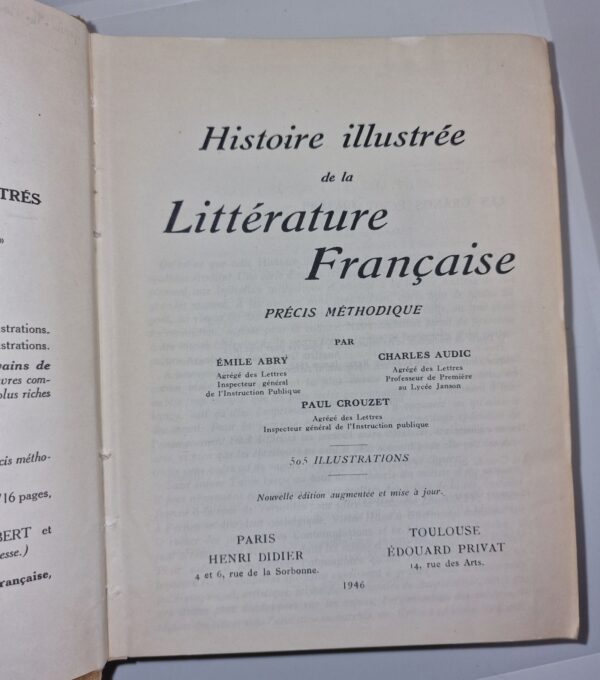 TRÉS
»
strations.
strations.
vains de
vres com-
plus riches
cis métho-
716 pages,
BERT et
esse.)
rançaise,
Histoire illustrée
de la
Littérature
Française
PRÉCIS MÉTHODIQUE
PAR
ÉMILE ABRY
Agrégé des Lettres
Inspecteur général
de l'Instruction Publique
CHARLES AUDIC
Agrégé des Lettres
Professeur de Première
au Lycée Janson
PAUL CROUZET
Agrégé des Lettres
Inspecteur général de l'Instruction publique
505 ILLUSTRATIONS
Nouvelle édition augmentée et mise à jour.
PARIS
HENRI DIDIER
4 et 6, rue de la Sorbonne.
TOULOUSE
ÉDOUARD PRIVAT
14, rue des Arts.
1946